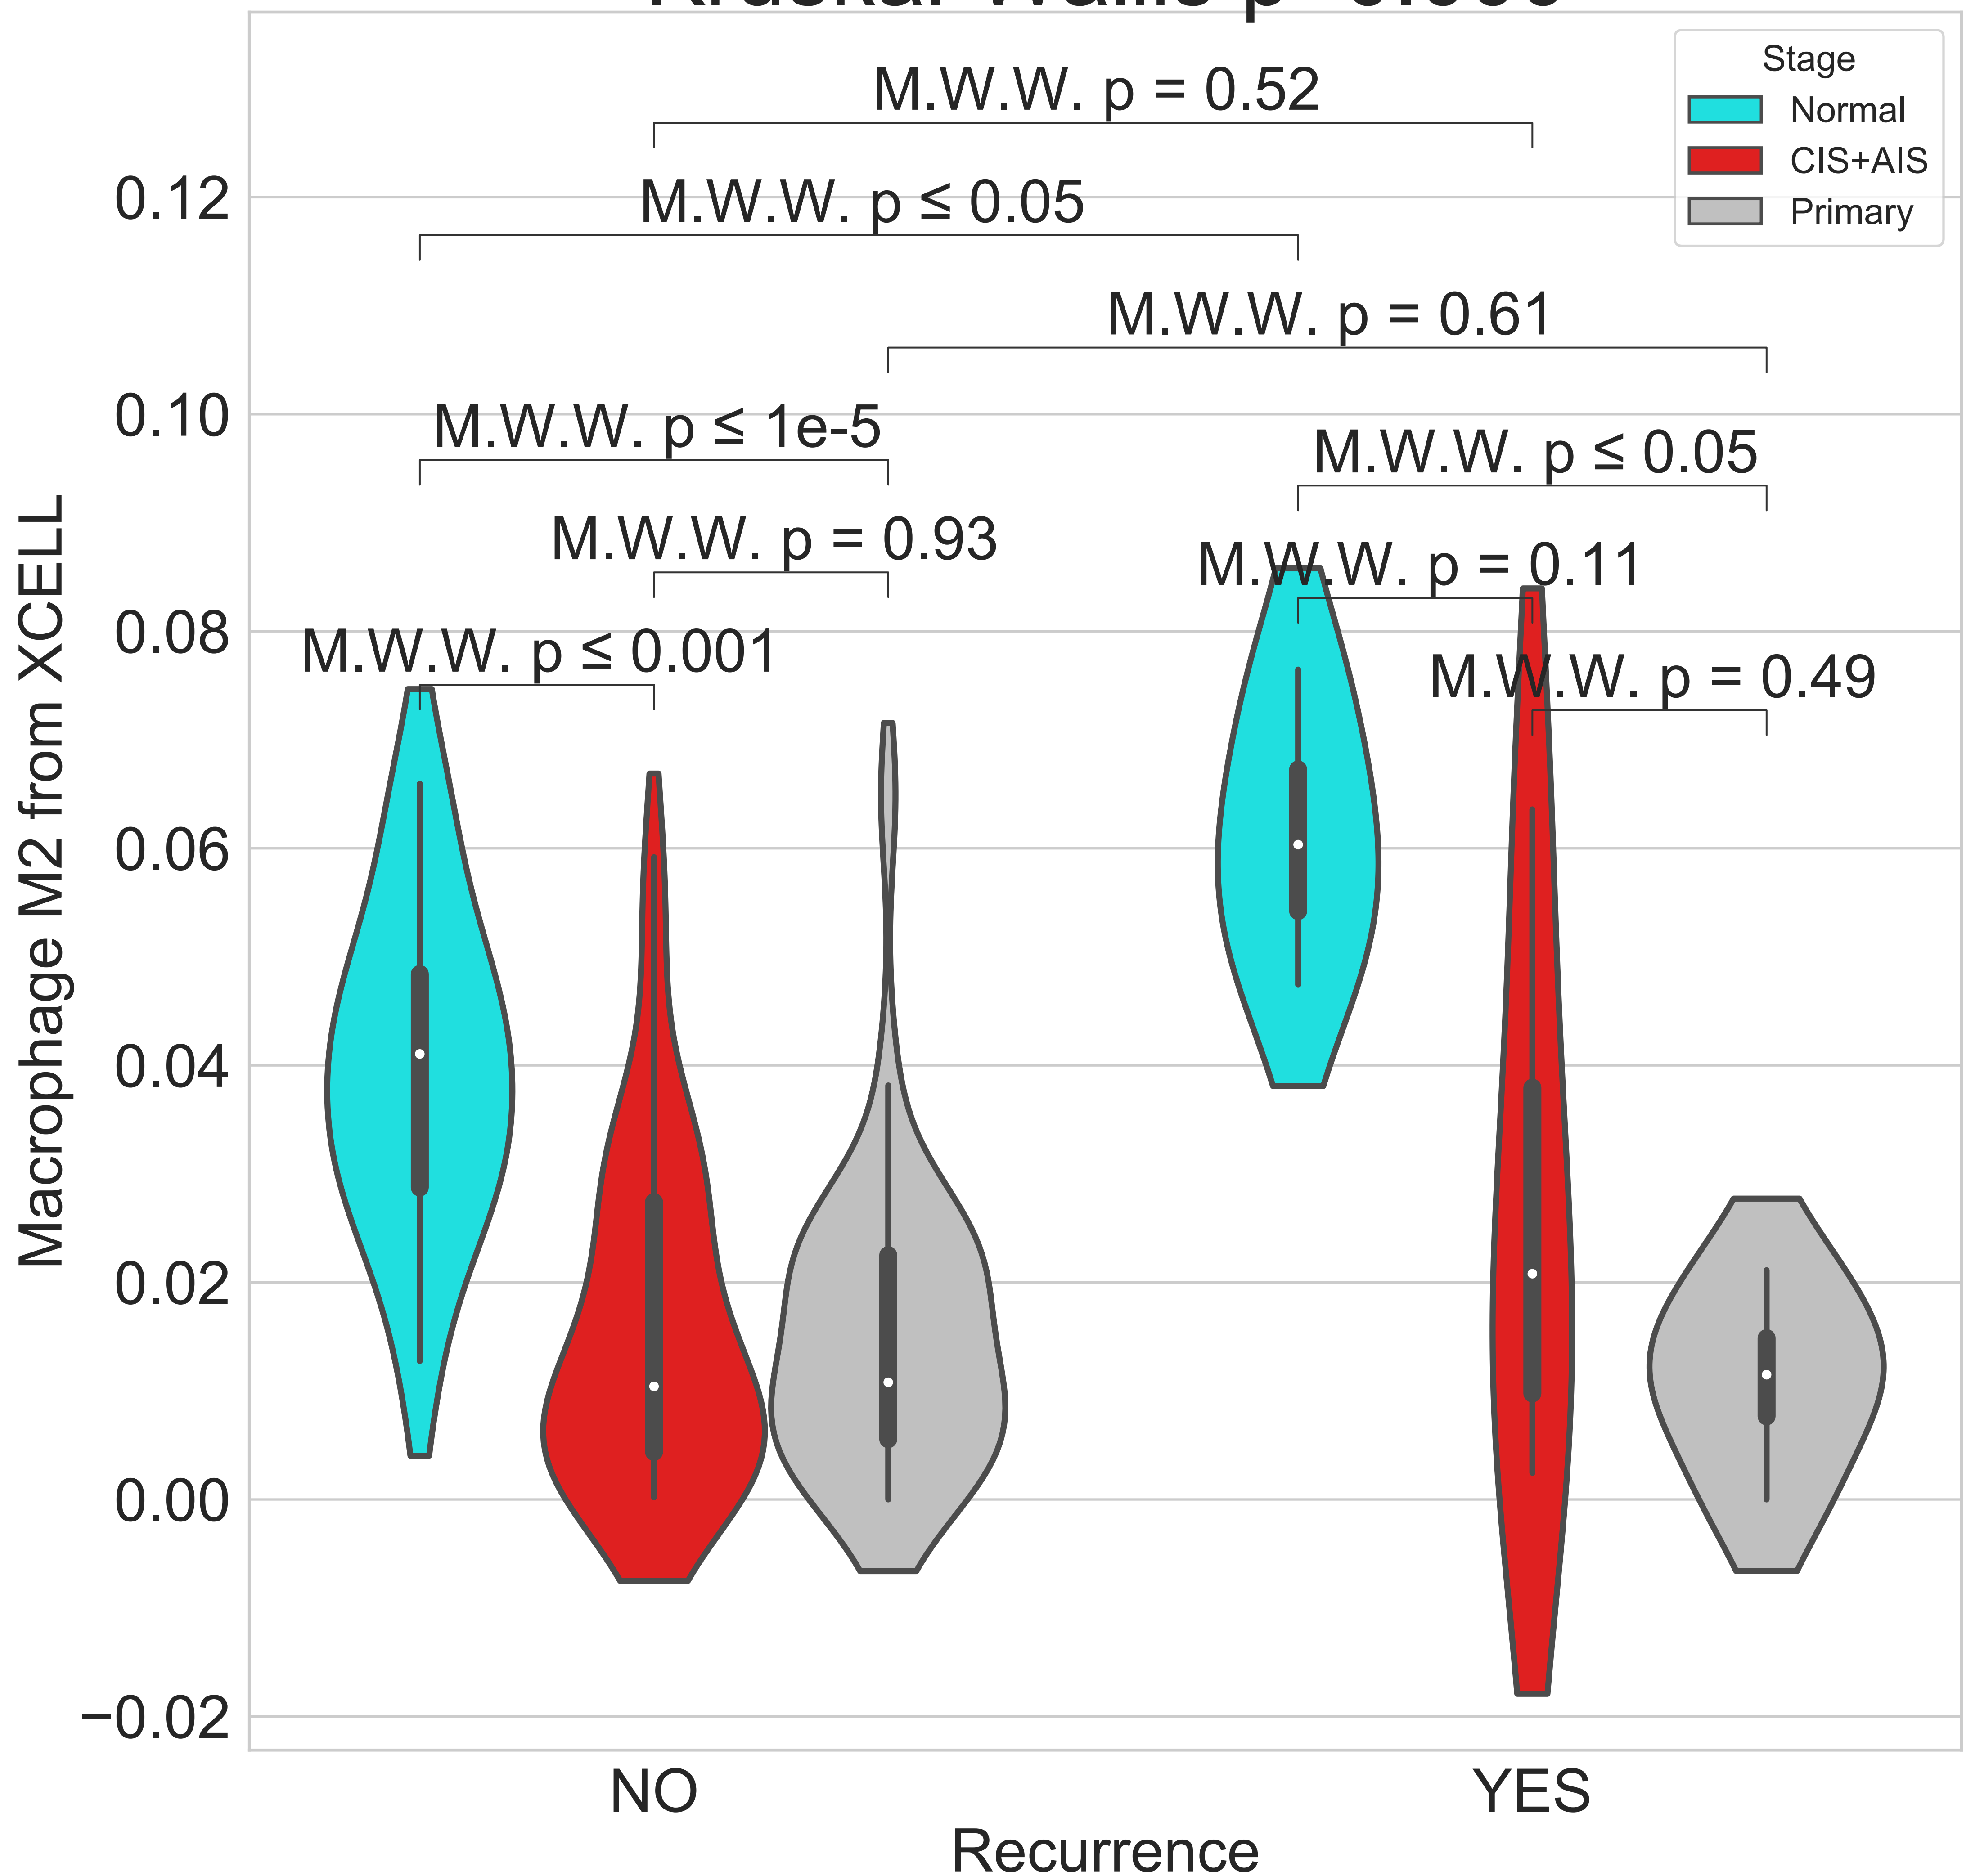 Stage
Normal
CIS+AIS
Primary
M.W.W. p = 0.52
M.W.W. p ≤ 0.05
M.W.W. p = 0.61
M.W.W. p ≤ 1e-5
M.W.W. p ≤ 0.05
M.W.W. p = 0.93
M.W.W. p = 0.11
M.W.W. p ≤ 0.001
M.W.W. p = 0.49
0.12
0.10
0.08
0.06
0.04
0.02
0.00
−0.02
Macrophage M2 from XCELL
NO
YES
Recurrence